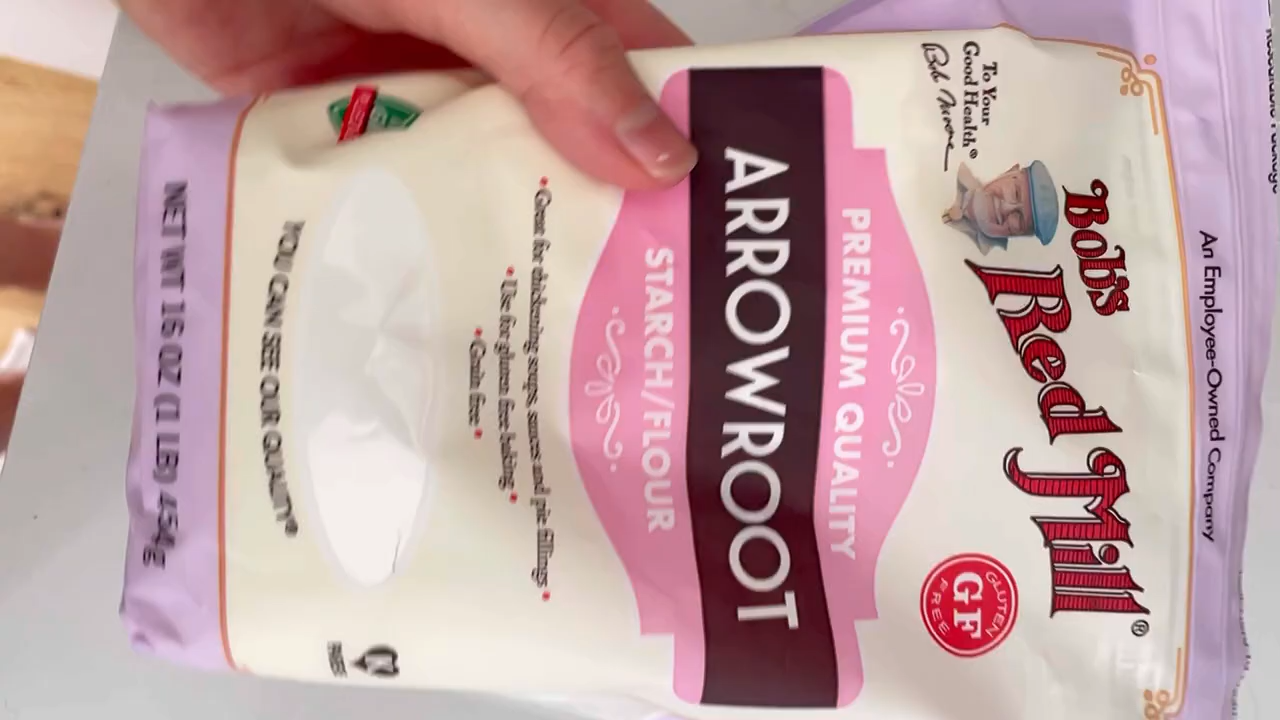 An Employee-Owned Company
Bob's
Red Mill®
To Your
Good Health®
Bob Moore
GLUTEN
GF
FREE
PREMIUM QUALITY
ARROWROOT
STARCH/FLOUR
• Great for thickening soups, sauces and pie fillings •
• Use for gluten free baking •
• Grain free •
YOU CAN SEE OUR QUALITY®
K
NET WT 16 OZ (1 LB) 454g